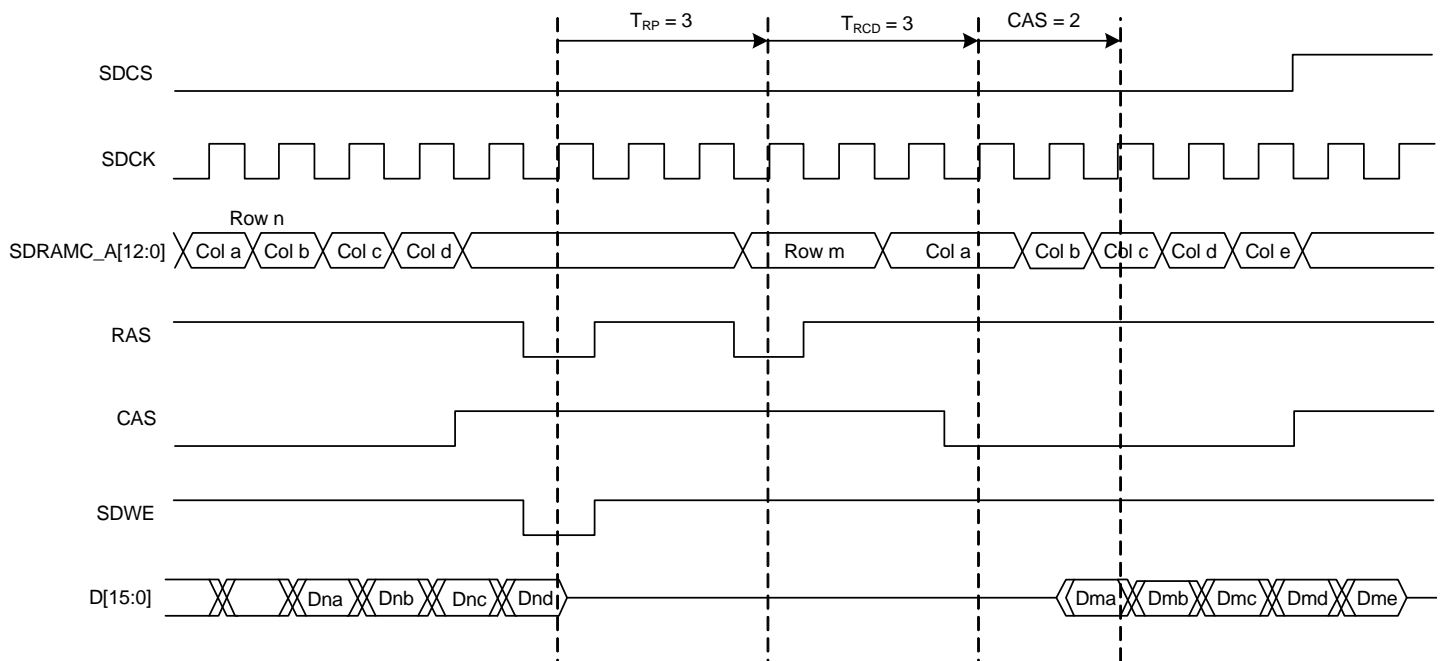 T_RP = 3 T_RCD = 3 CAS = 2
SDCS
SDCK
Row n
SDRAMC_A[12:0] Col a Col b Col c Col d Row m Col a Col b Col c Col d Col e
RAS
CAS
SDWE
D[15:0] Dna Dnb Dnc Dnd Dma Dmb Dmc Dmd Dme